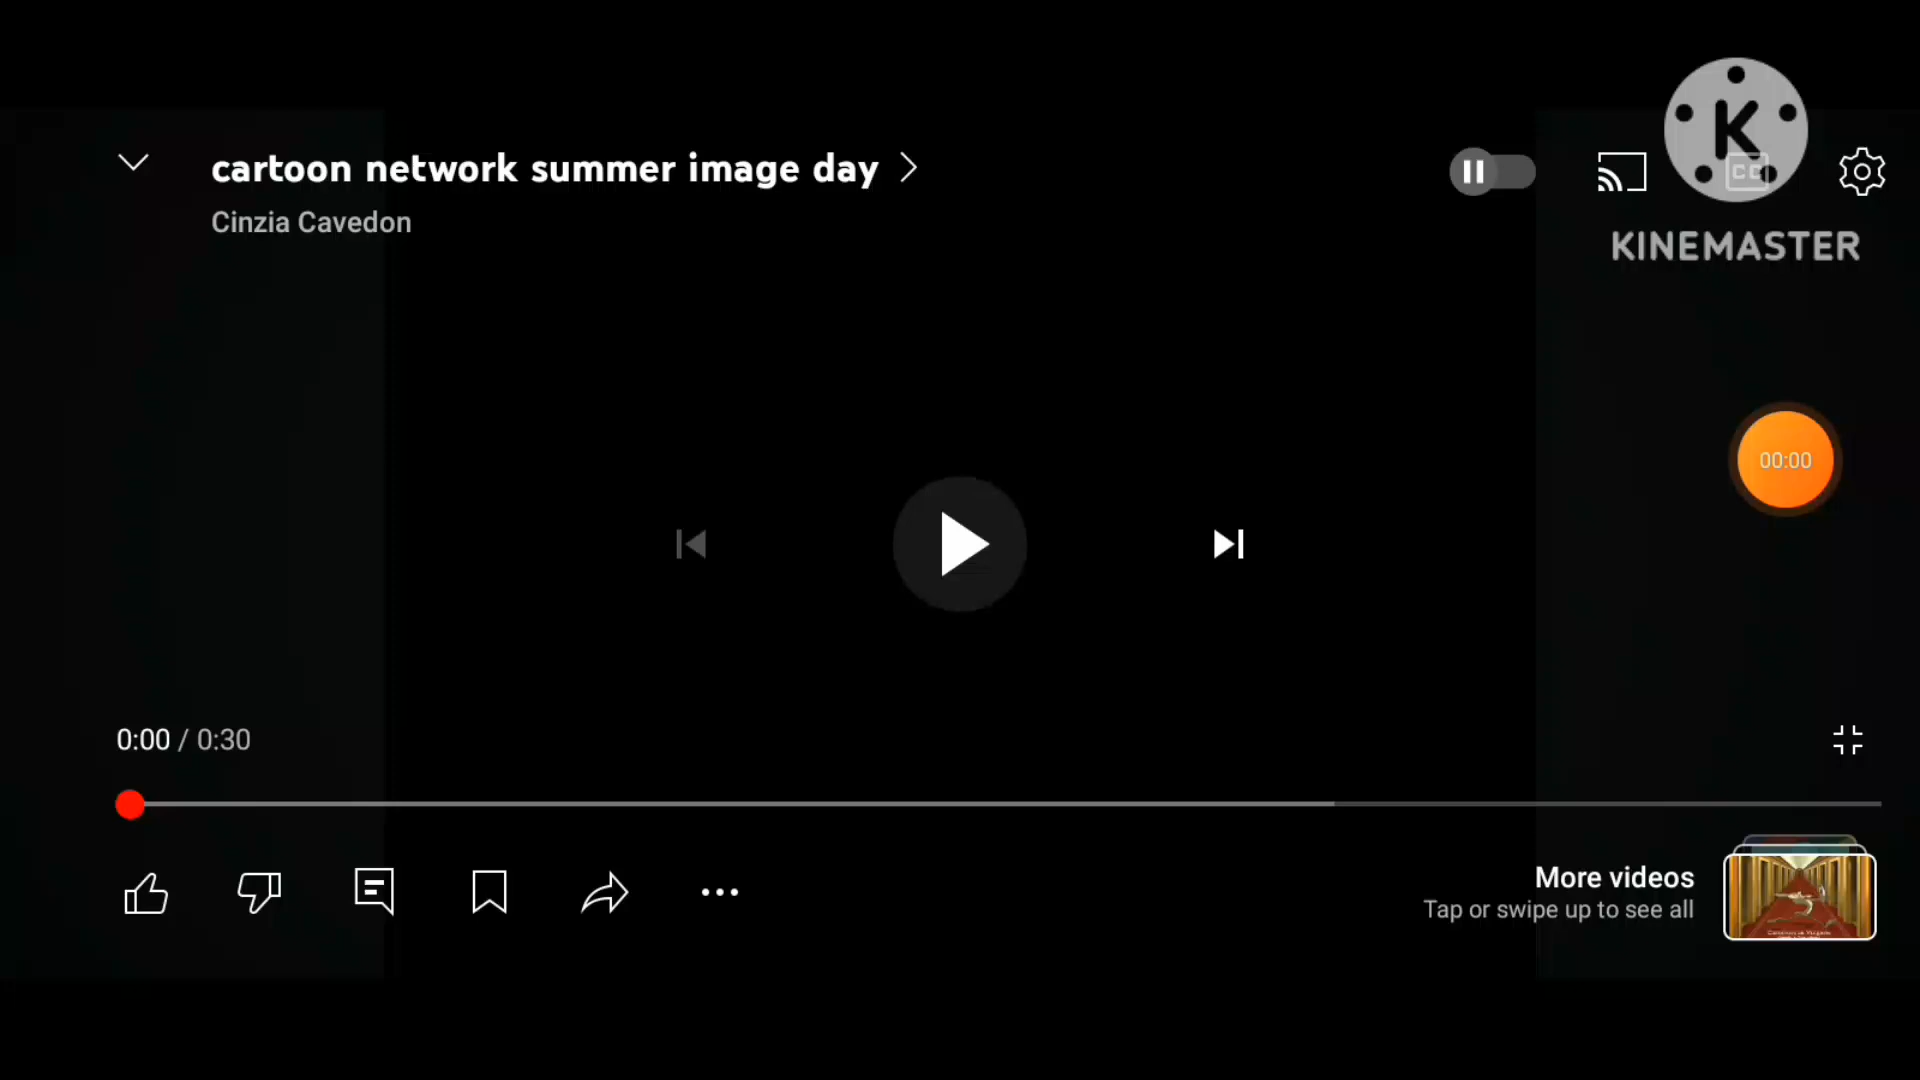 cartoon network summer image day
Cinzia Cavedon
K
CC
KINEMASTER
00:00
0:00 / 0:30
More videos
Tap or swipe up to see all